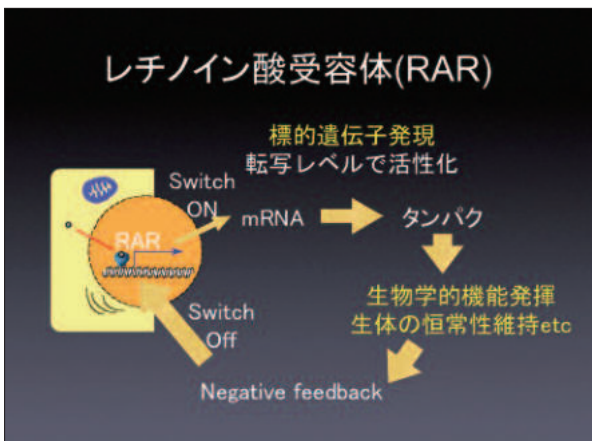 レチノイン酸受容体(RAR)
標的遺伝子発現
転写レベルで活性化
Switch
ON
RAR
mRNA
タンパク
生物学的機能発揮
生体の恒常性維持etc
Switch
Off
Negative feedback